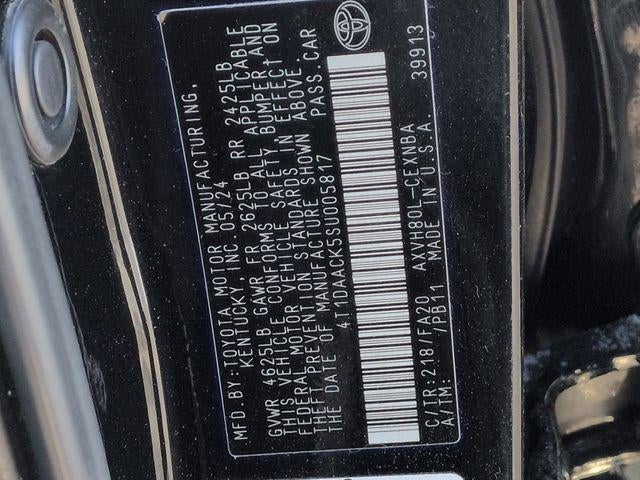 MFD. BY: TOYOTA MOTOR MANUFACTURING,
KENTUCKY, INC. 05/24
GVWR 4625LB GAWR FR 2625LB RR 2425LB
THIS VEHICLE CONFORMS TO ALL APPLICABLE
FEDERAL MOTOR VEHICLE SAFETY BUMPER AND
THEFT PREVENTION STANDARDS IN EFFECT ON
THE DATE OF MANUFACTURE SHOWN ABOVE.
4T1DAACK5SU005817 PASS.CAR
C/TR:218/FA20 AXVH80L-CEXNBA
A/TM: /PB11 MADE IN U.S.A. 39913